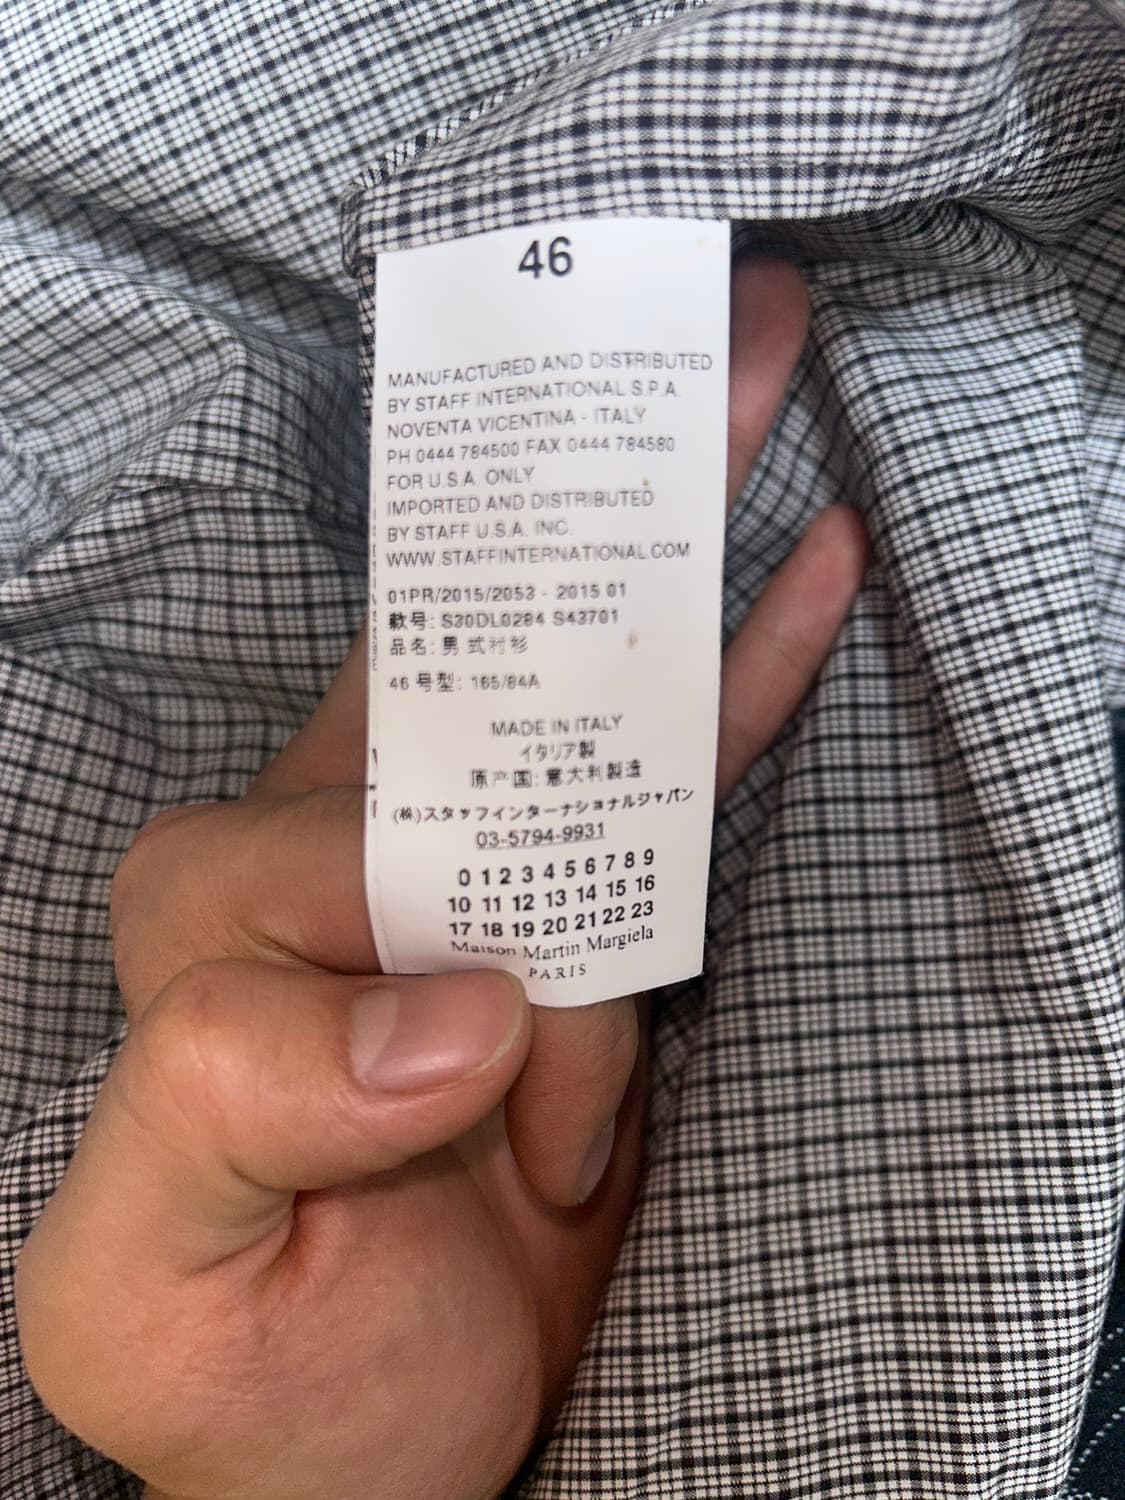 46
MANUFACTURED AND DISTRIBUTED
BY STAFF INTERNATIONAL S.P.A.
NOVENTA VICENTINA - ITALY
PH 0444 784500 FAX 0444 784580
FOR U.S.A. ONLY
IMPORTED AND DISTRIBUTED
BY STAFF U.S.A. INC.
WWW.STAFFINTERNATIONAL.COM
01PR/2015/2053 - 2015 01
款号: S30DL0284 S43701
品名: 男式衬衫
46 号型: 165/84A
MADE IN ITALY
イタリア製
原产国: 意大利製造
(株)スタッフインターナショナルジャパン
03-5794-9931
0 1 2 3 4 5 6 7 8 9
10 11 12 13 14 15 16
17 18 19 20 21 22 23
Maison Martin Margiela
PARIS